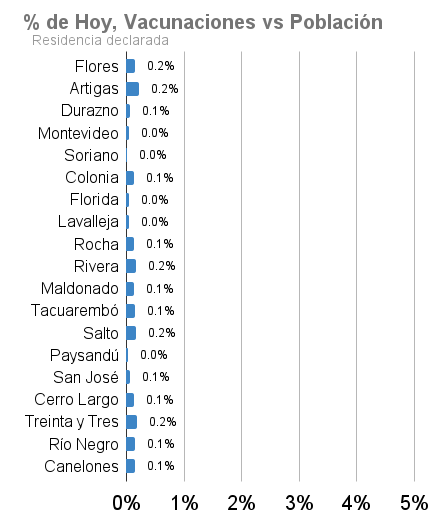 % de Hoy, Vacunaciones vs Población
Residencia declarada
Flores 0.2%
Artigas 0.2%
Durazno 0.1%
Montevideo 0.0%
Soriano 0.0%
Colonia 0.1%
Florida 0.0%
Lavalleja 0.0%
Rocha 0.1%
Rivera 0.2%
Maldonado 0.1%
Tacuarembó 0.1%
Salto 0.2%
Paysandú 0.0%
San José 0.1%
Cerro Largo 0.1%
Treinta y Tres 0.2%
Río Negro 0.1%
Canelones 0.1%
0% 1% 2% 3% 4% 5%